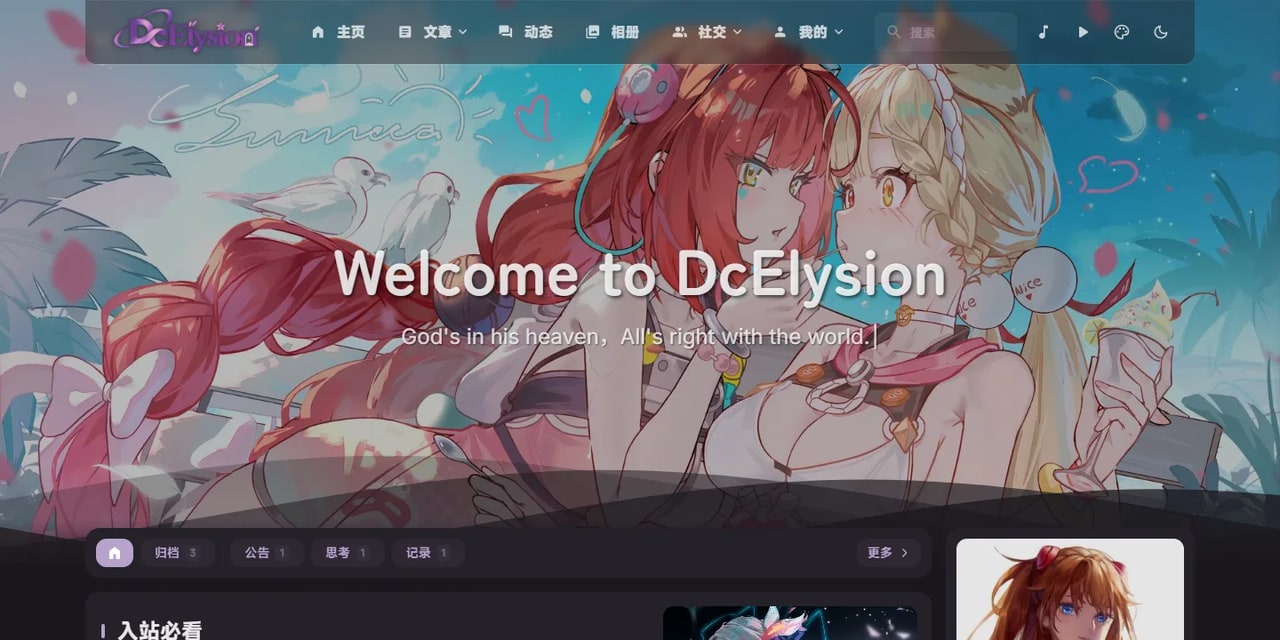 DcElysion
主页 文章 动态 相册 社交 我的 搜索
Summer
Nice
Welcome to DcElysion
God's in his heaven，All's right with the world.
归档 3 公告 1 思考 1 记录 1 更多
入站必看